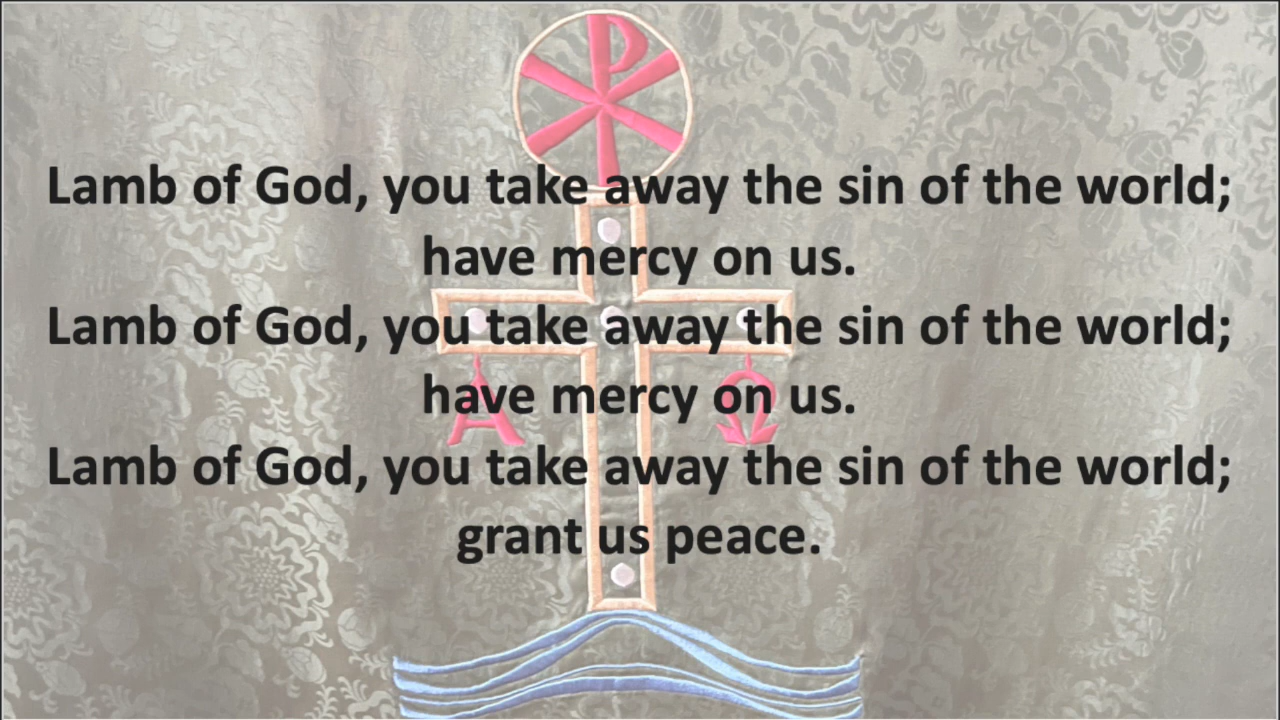 Lamb of God, you take away the sin of the world;
have mercy on us.
Lamb of God, you take away the sin of the world;
have mercy on us.
Lamb of God, you take away the sin of the world;
grant us peace.
Α Ω